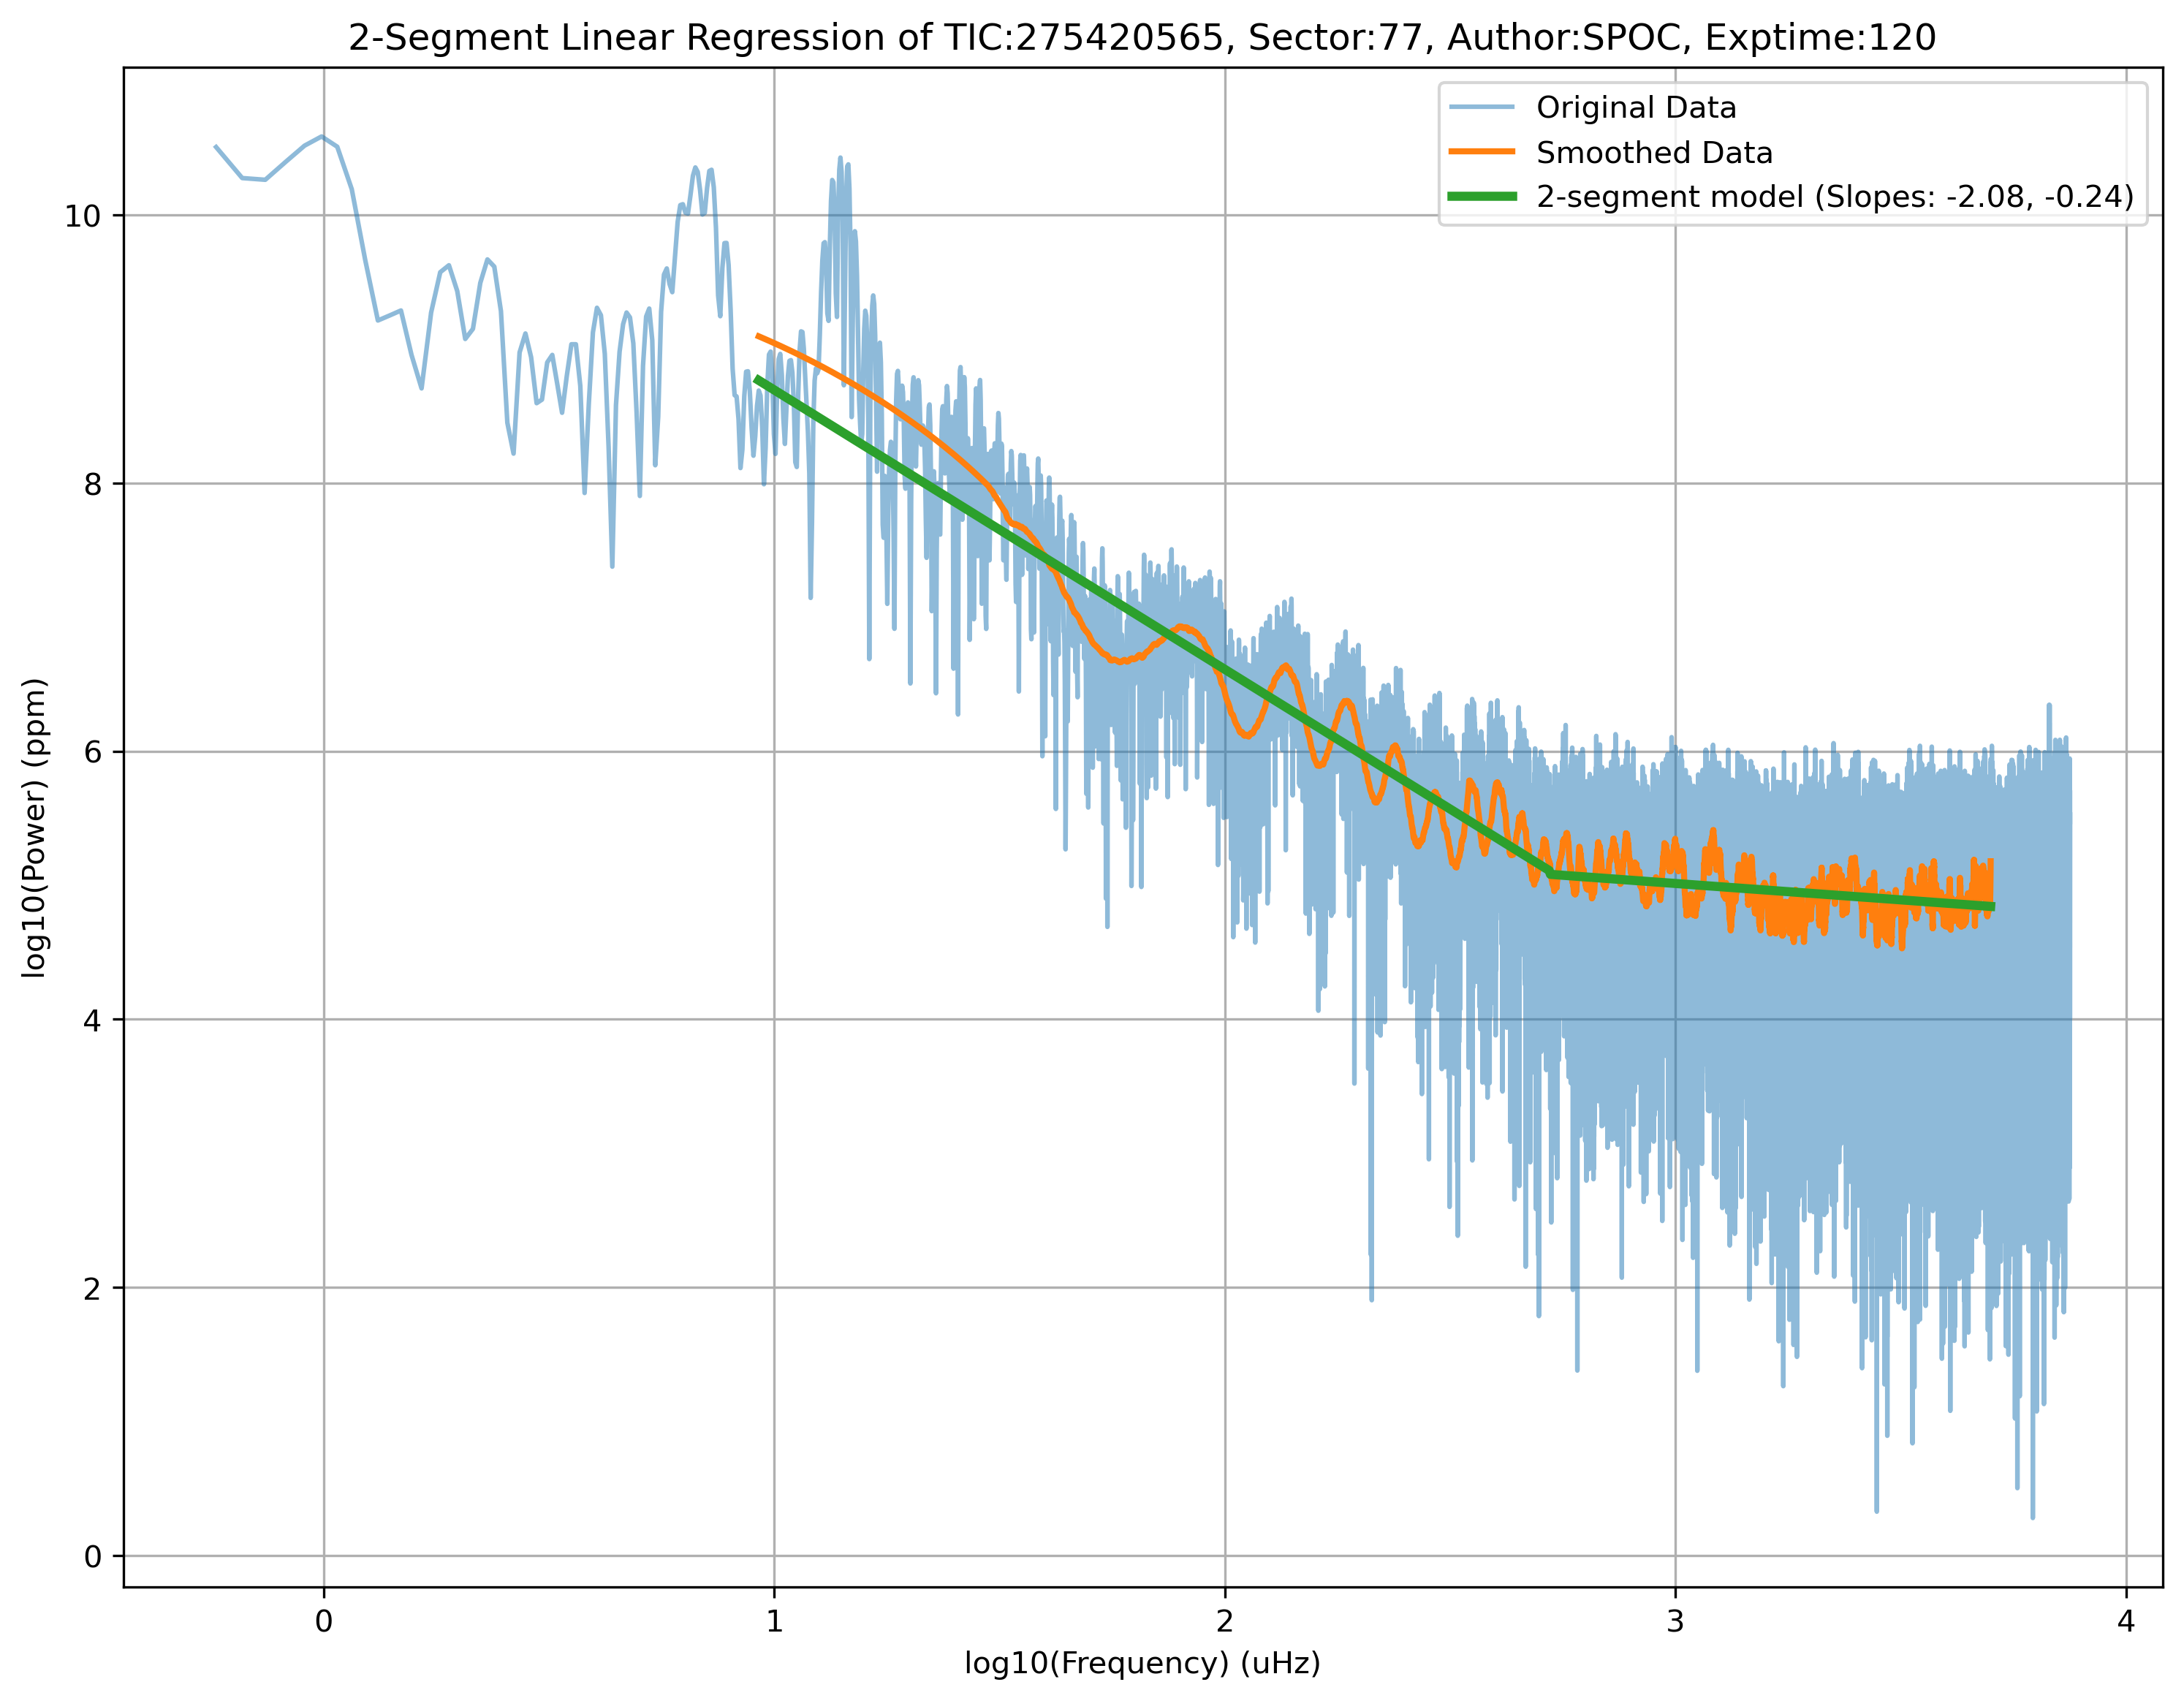 2-Segment Linear Regression of TIC:275420565, Sector:77, Author:SPOC, Exptime:120
Original Data
Smoothed Data
2-segment model (Slopes: -2.08, -0.24)
10
8
6
4
2
0
log10(Power) (ppm)
0 1 2 3 4
log10(Frequency) (uHz)